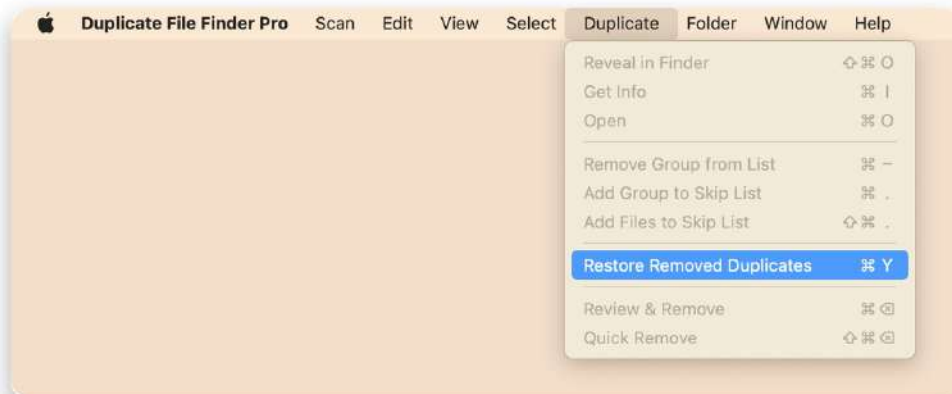 Duplicate File Finder Pro Scan Edit View Select Duplicate Folder Window Help
Reveal in Finder ⇧⌘O
Get Info ⌘I
Open ⌘O
Remove Group from List ⌘−
Add Group to Skip List ⌘.
Add Files to Skip List ⇧⌘.
Restore Removed Duplicates ⌘Y
Review & Remove ⌘⌫
Quick Remove ⇧⌘⌫